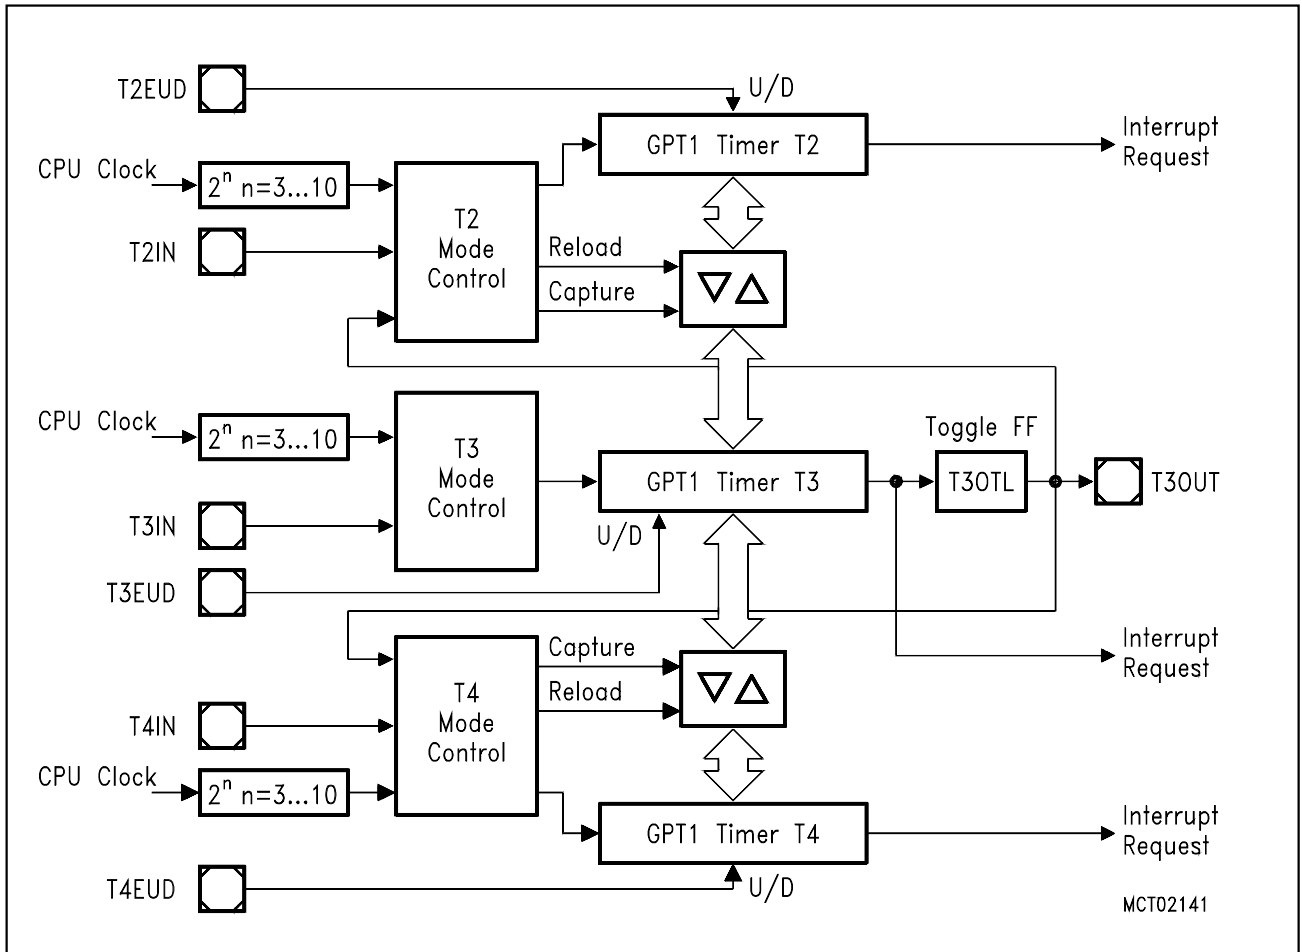 T2EUD
U/D
GPT1 Timer T2
Interrupt
Request
CPU Clock
2ⁿ n=3...10
T2
Mode
Control
T2IN
Reload
Capture
CPU Clock
2ⁿ n=3...10
T3
Mode
Control
GPT1 Timer T3
Toggle FF
T3OTL
T3OUT
T3IN
U/D
T3EUD
Interrupt
Request
Capture
Reload
T4
Mode
Control
T4IN
CPU Clock
2ⁿ n=3...10
GPT1 Timer T4
Interrupt
Request
T4EUD
U/D
MCT02141